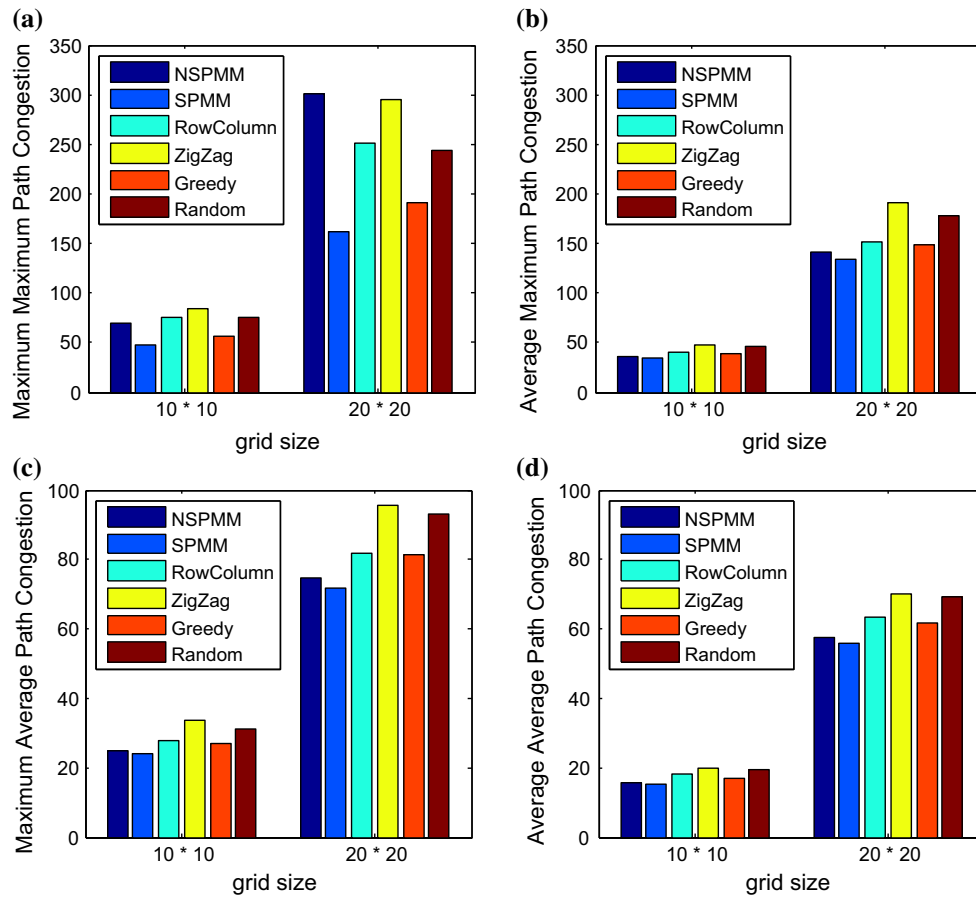 (a)
Maximum Maximum Path Congestion
350
300
250
200
150
100
50
0
NSPMM
SPMM
RowColumn
ZigZag
Greedy
Random
10 * 10
20 * 20
grid size
(b)
Average Maximum Path Congestion
350
300
250
200
150
100
50
0
NSPMM
SPMM
RowColumn
ZigZag
Greedy
Random
10 * 10
20 * 20
grid size
(c)
Maximum Average Path Congestion
100
80
60
40
20
0
NSPMM
SPMM
RowColumn
ZigZag
Greedy
Random
10 * 10
20 * 20
grid size
(d)
Average Average Path Congestion
100
80
60
40
20
0
NSPMM
SPMM
RowColumn
ZigZag
Greedy
Random
10 * 10
20 * 20
grid size